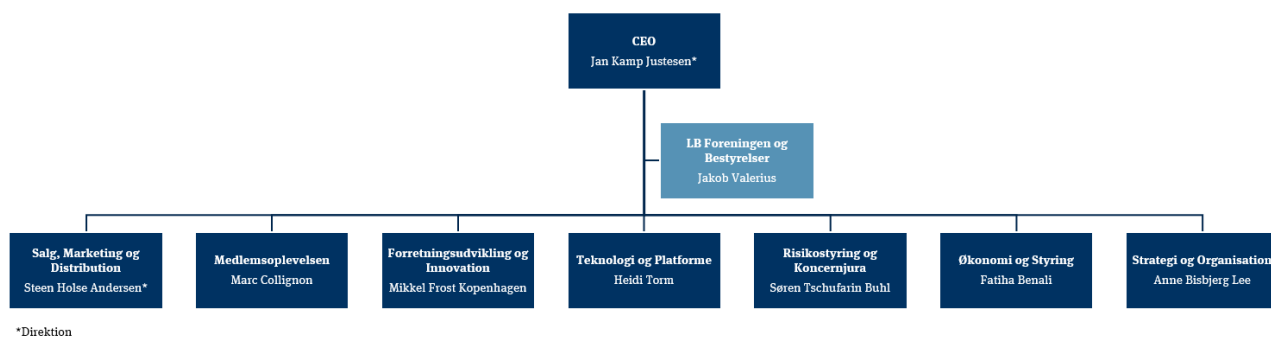 CEO
Jan Kamp Justesen*
LB Foreningen og
Bestyrelser
Jakob Valerius
Salg, Marketing og
Distribution
Steen Holse Andersen*
Medlemsoplevelsen
Marc Collignon
Forretningsudvikling og
Innovation
Mikkel Frost Kopenhagen
Teknologi og Platforme
Heidi Torm
Risikostyring og
Koncernjura
Søren Tschufarin Buhl
Økonomi og Styring
Fatiha Benali
Strategi og Organisation
Anne Bisbjerg Lee
*Direktion